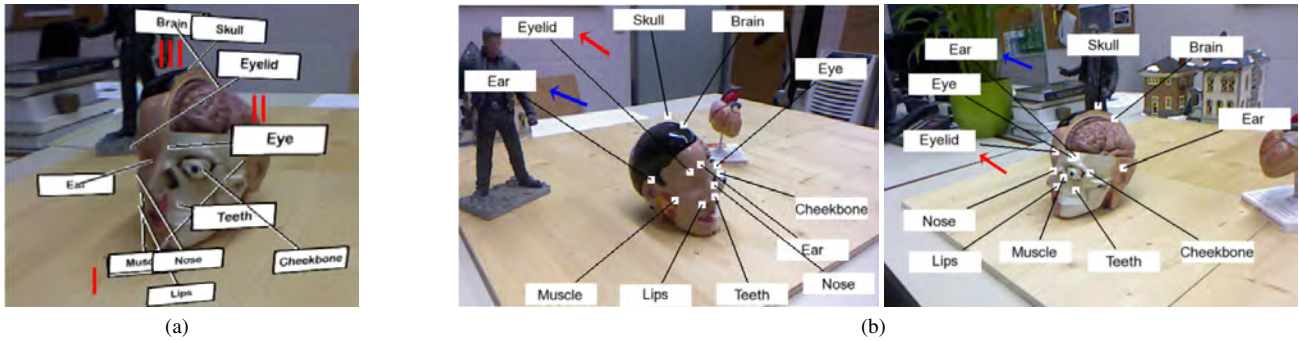 Brain
Skull
Eyelid
Eye
Ear
Teeth
Muscle
Nose
Cheekbone
Lips
(a)
Skull
Brain
Eyelid
Eye
Ear
Cheekbone
Ear
Nose
Muscle
Lips
Teeth
Ear
Skull
Brain
Eye
Ear
Eyelid
Nose
Muscle
Cheekbone
Lips
Teeth
(b)